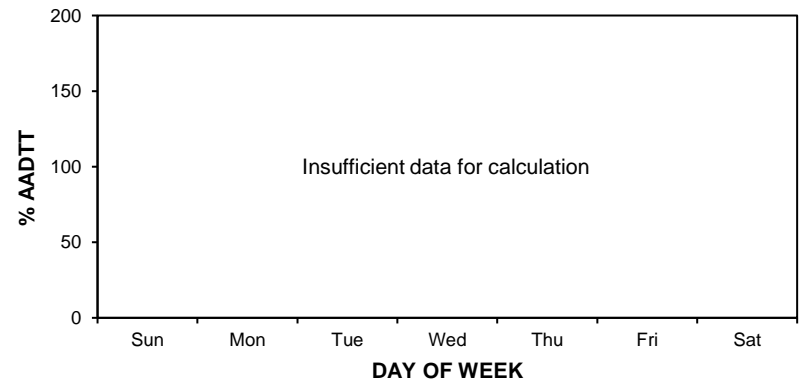 200
150
100
50
0
% AADTT
Insufficient data for calculation
Sun Mon Tue Wed Thu Fri Sat
DAY OF WEEK